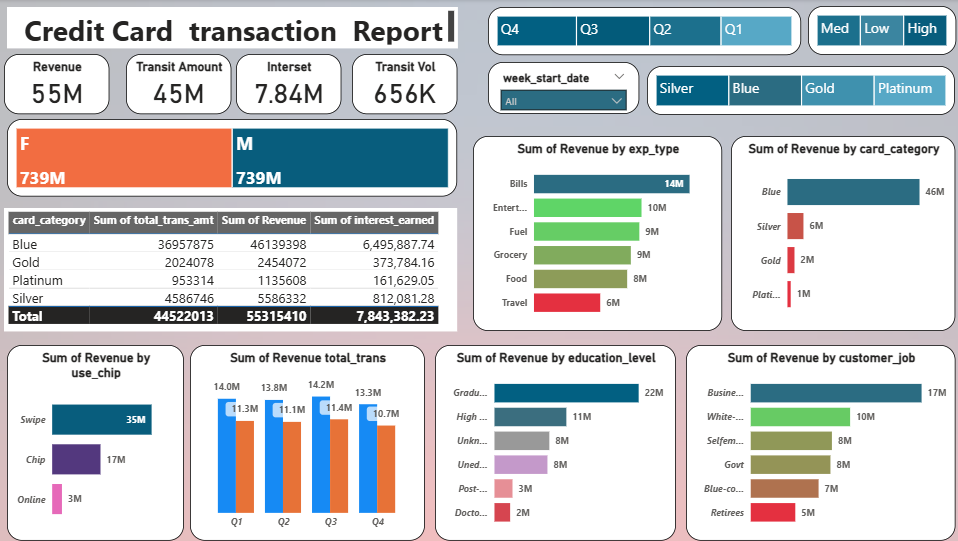 Credit Card transaction Report
Q4 Q3 Q2 Q1
Med Low High
Revenue
55M
Transit Amount
45M
Interset
7.84M
Transit Vol
656K
week_start_date
All
Silver Blue Gold Platinum
F
739M
M
739M
card_category Sum of total_trans_amt Sum of Revenue Sum of interest_earned
Blue 36957875 46139398 6,495,887.74
Gold 2024078 2454072 373,784.16
Platinum 953314 1135608 161,629.05
Silver 4586746 5586332 812,081.28
Total 44522013 55315410 7,843,382.23
Sum of Revenue by exp_type
Bills 14M
Entert... 10M
Fuel 9M
Grocery 9M
Food 8M
Travel 6M
Sum of Revenue by card_category
Blue 46M
Silver 6M
Gold 2M
Plati... 1M
Sum of Revenue by
use_chip
Swipe 35M
Chip 17M
Online 3M
Sum of Revenue total_trans
14.0M 13.8M 14.2M 13.3M
11.3M 11.1M 11.4M 10.7M
Q1 Q2 Q3 Q4
Sum of Revenue by education_level
Gradu... 22M
High ... 11M
Unkn... 8M
Uned... 8M
Post-... 3M
Docto... 2M
Sum of Revenue by customer_job
Busine... 17M
White-... 10M
Selfem... 8M
Govt 8M
Blue-co... 7M
Retirees 5M